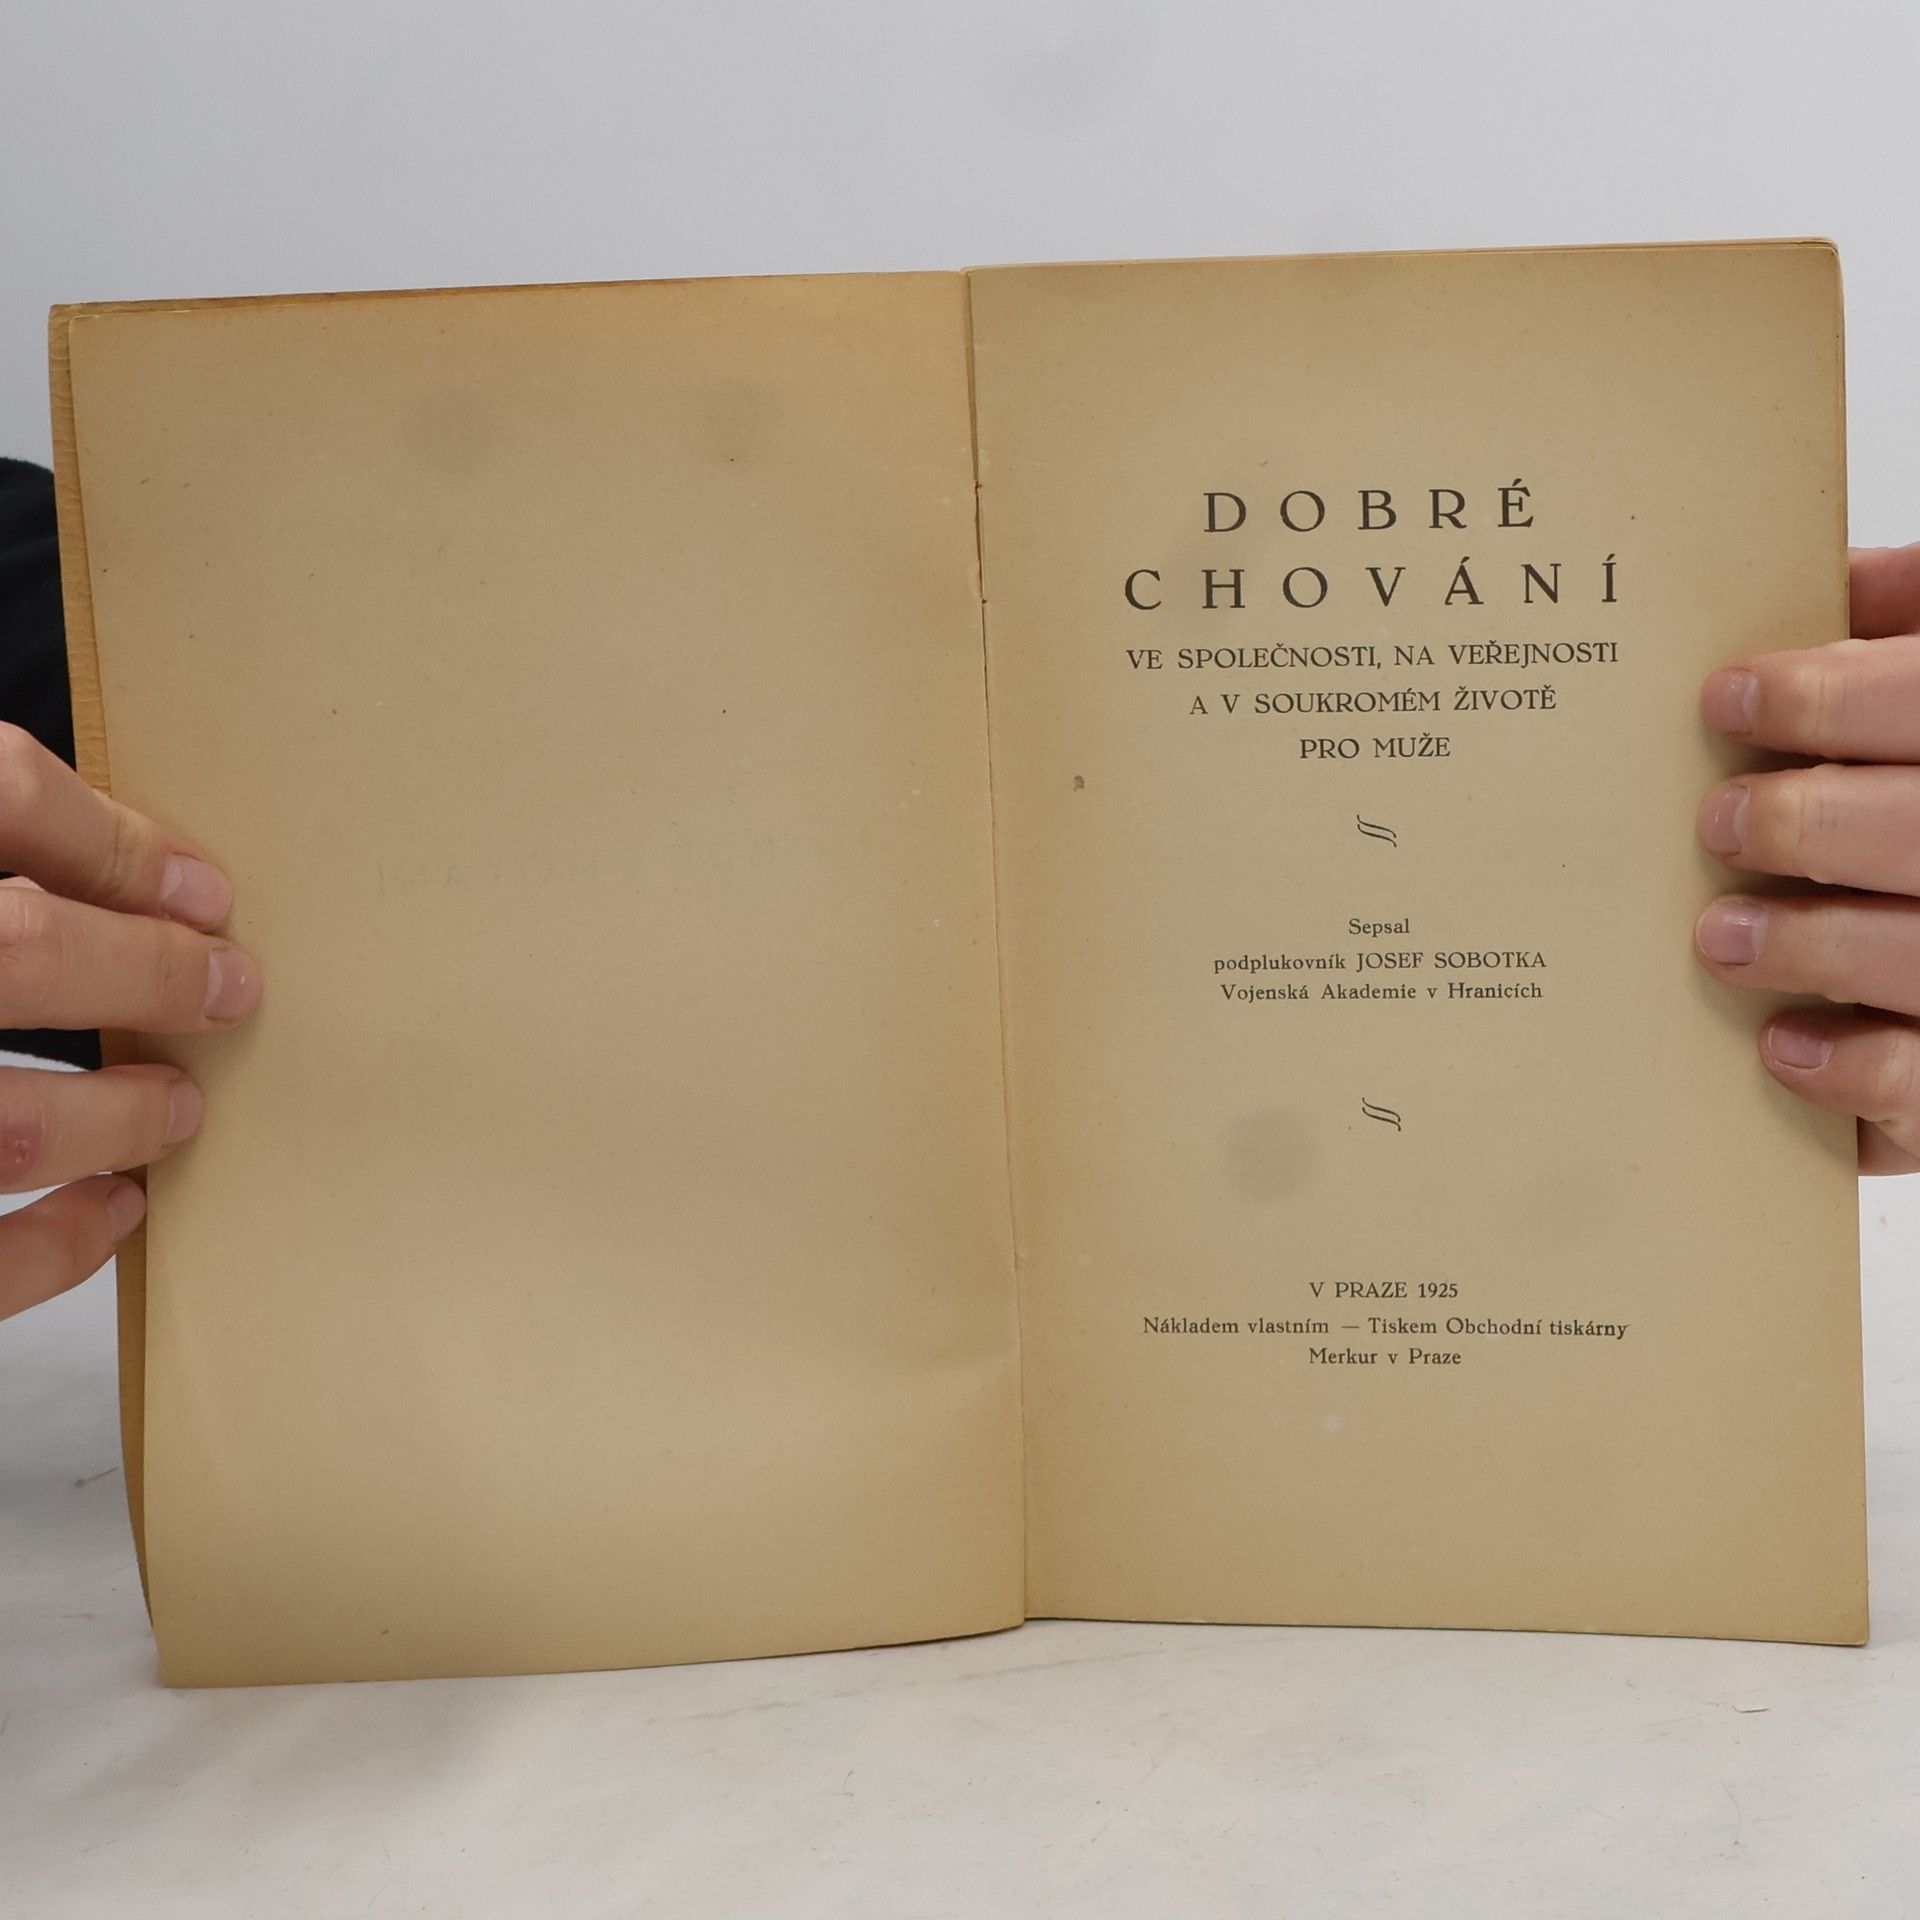 DOBRÉ
CHOVÁNÍ
VE SPOLEČNOSTI, NA VEŘEJNOSTI
A V SOUKROMÉM ŽIVOTĚ
PRO MUŽE
Sepsal
podplukovník JOSEF SOBOTKA
Vojenská Akademie v Hranicích
V PRAZE 1925
Nákladem vlastním — Tiskem Obchodní tiskárny
Merkur v Praze